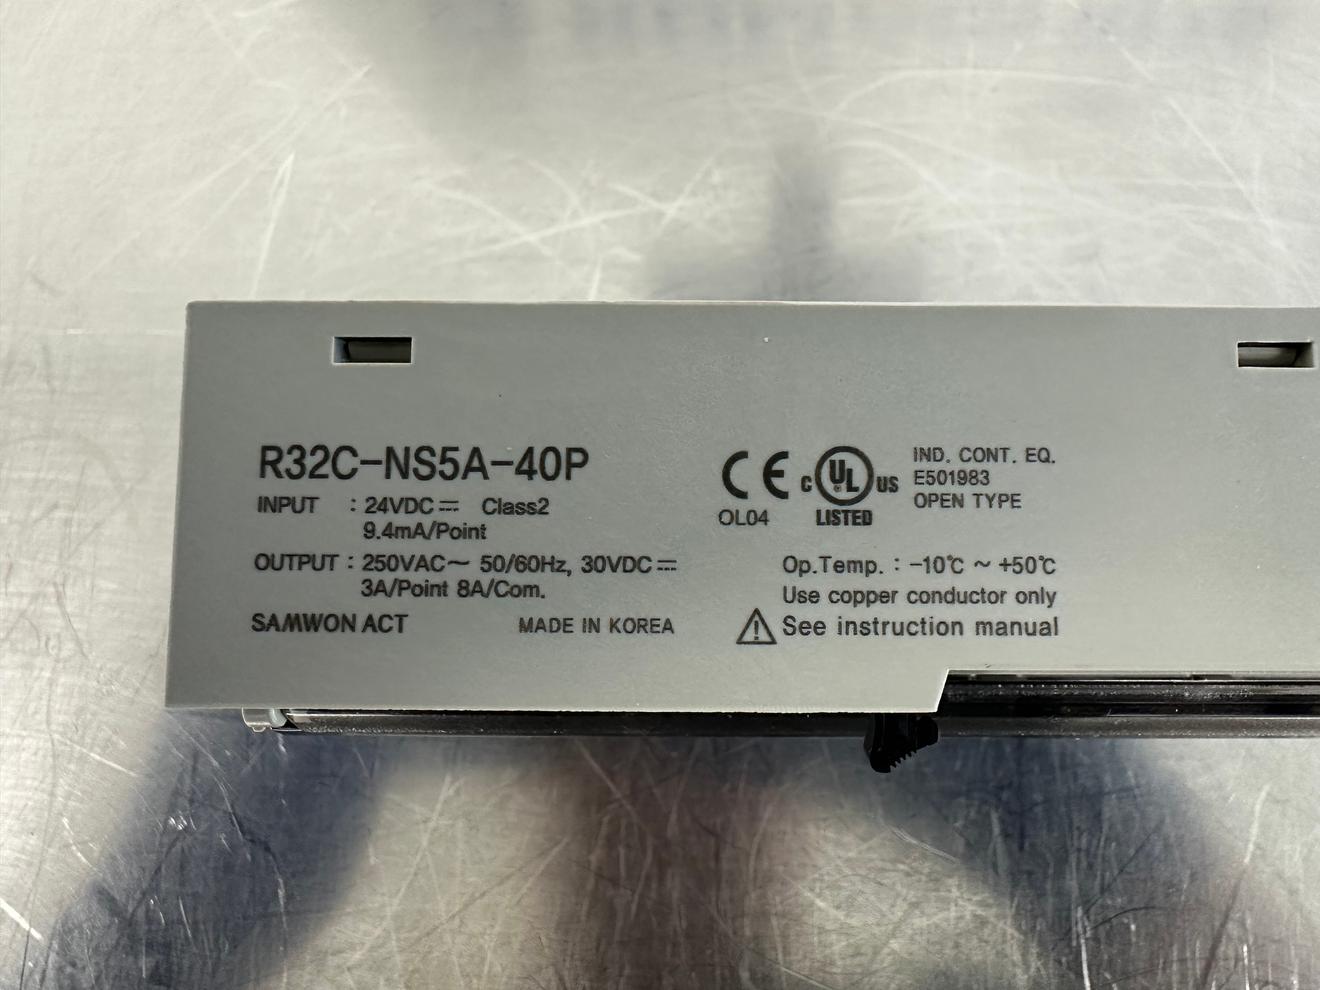 R32C-NS5A-40P
INPUT : 24VDC⎓ Class2
9.4mA/Point
OUTPUT : 250VAC~ 50/60Hz, 30VDC⎓
3A/Point 8A/Com.
SAMWON ACT MADE IN KOREA
CE
OL04
C UL US
LISTED
IND. CONT. EQ.
E501983
OPEN TYPE
Op.Temp. : -10℃ ~ +50℃
Use copper conductor only
⚠ See instruction manual